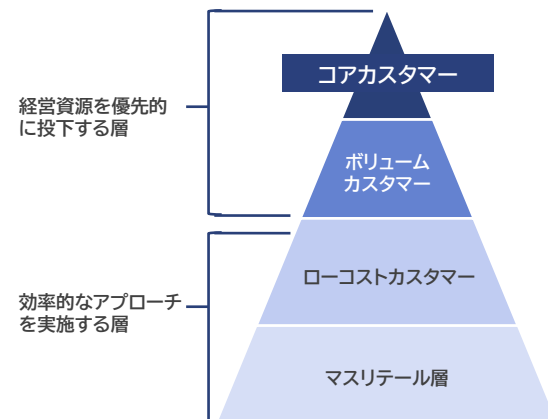 コアカスタマー
経営資源を優先的
に投下する層
ボリューム
カスタマー
ローコストカスタマー
効率的なアプローチ
を実施する層
マスリテール層